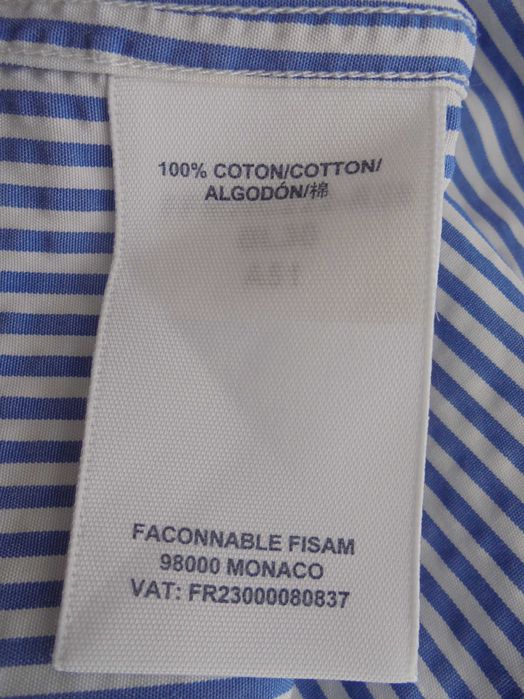 100% COTON/COTTON/
ALGODÓN/棉
FACONNABLE FISAM
98000 MONACO
VAT: FR23000080837